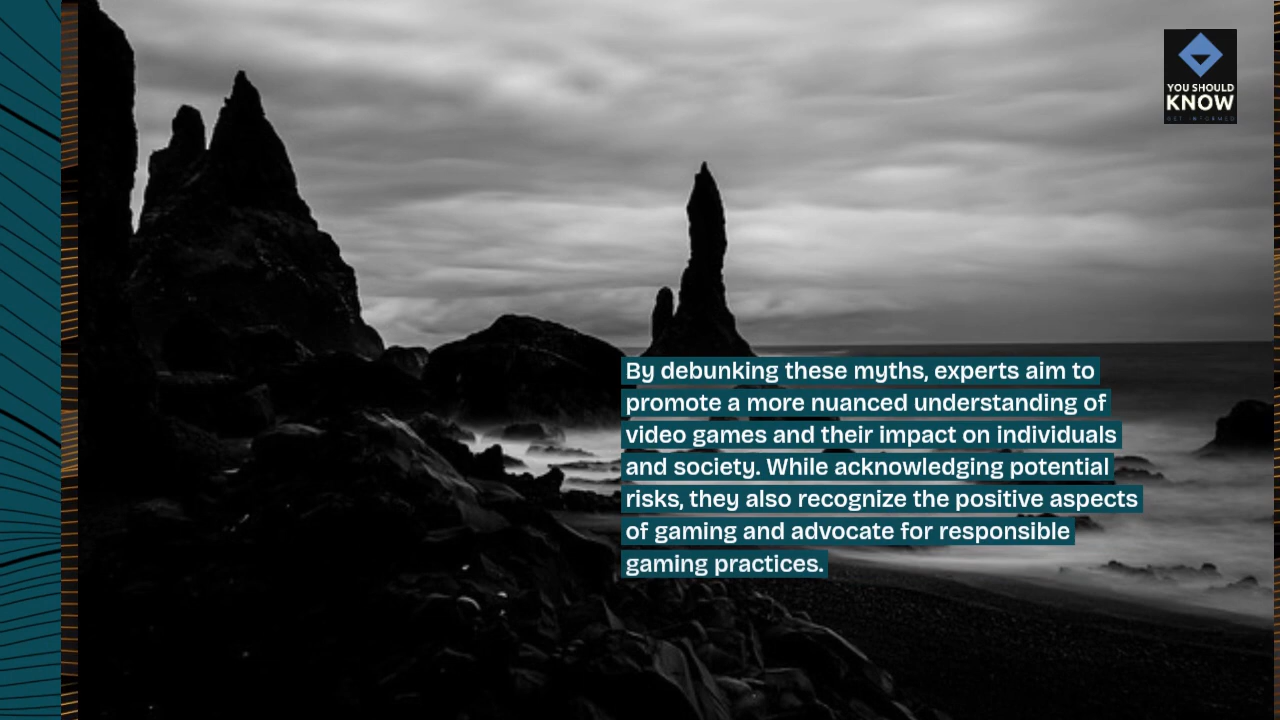 YOU SHOULD
KNOW
GET INFORMED
By debunking these myths, experts aim to
promote a more nuanced understanding of
video games and their impact on individuals
and society. While acknowledging potential
risks, they also recognize the positive aspects
of gaming and advocate for responsible
gaming practices.